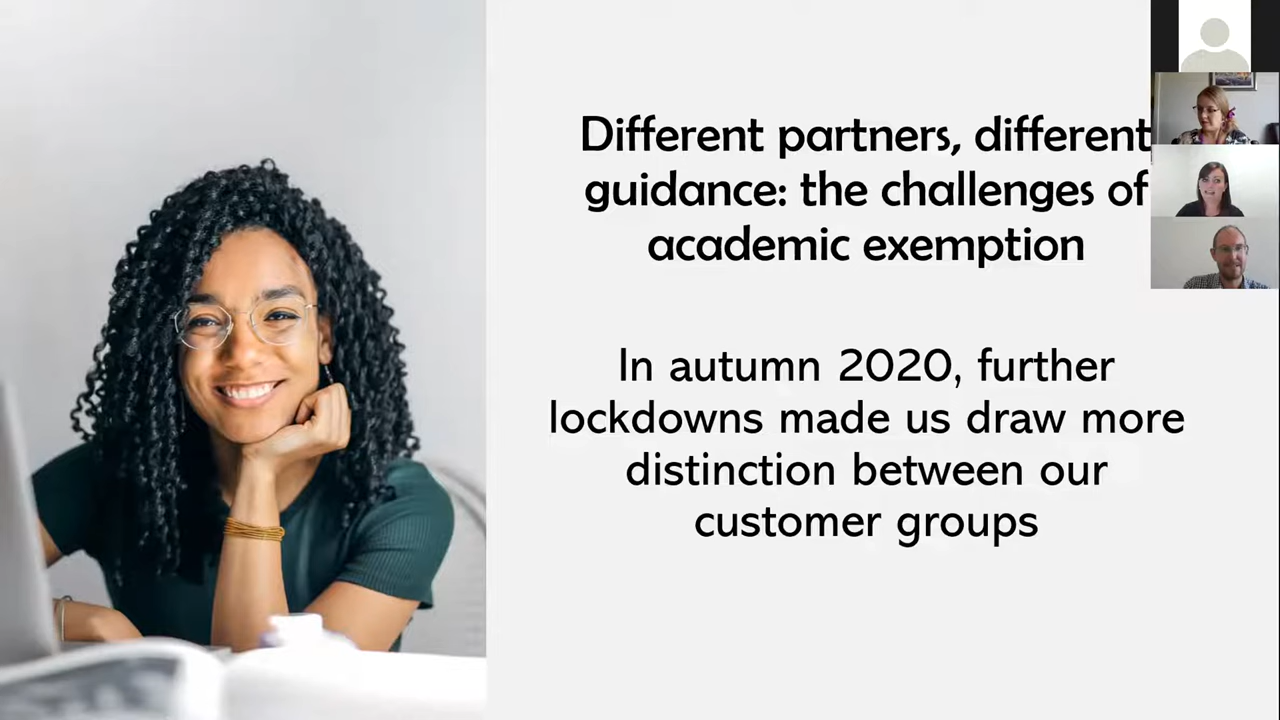 Different partners, different
guidance: the challenges of
academic exemption
In autumn 2020, further
lockdowns made us draw more
distinction between our
customer groups